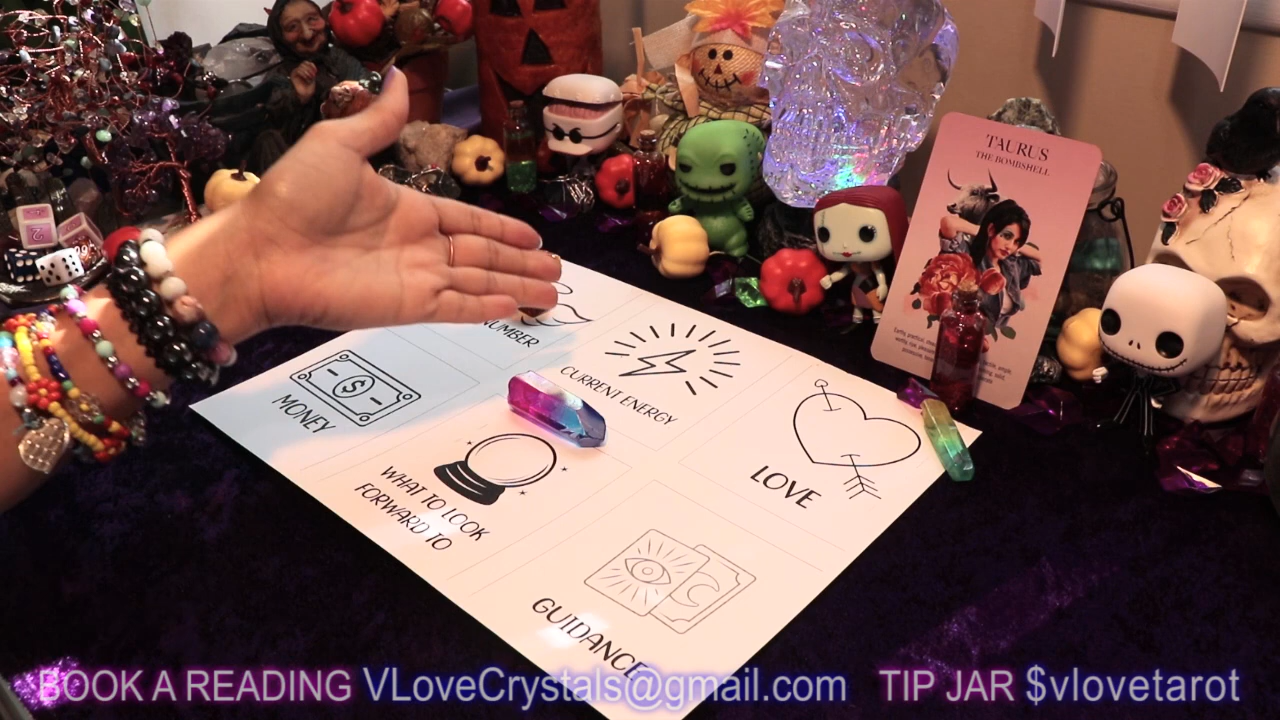 TAURUS
THE BOMBSHELL
NUMBER
CURRENT ENERGY
MONEY
LOVE
WHAT TO LOOK
FORWARD TO
GUIDANCE
BOOK A READING VLoveCrystals@gmail.com TIP JAR $vlovetarot